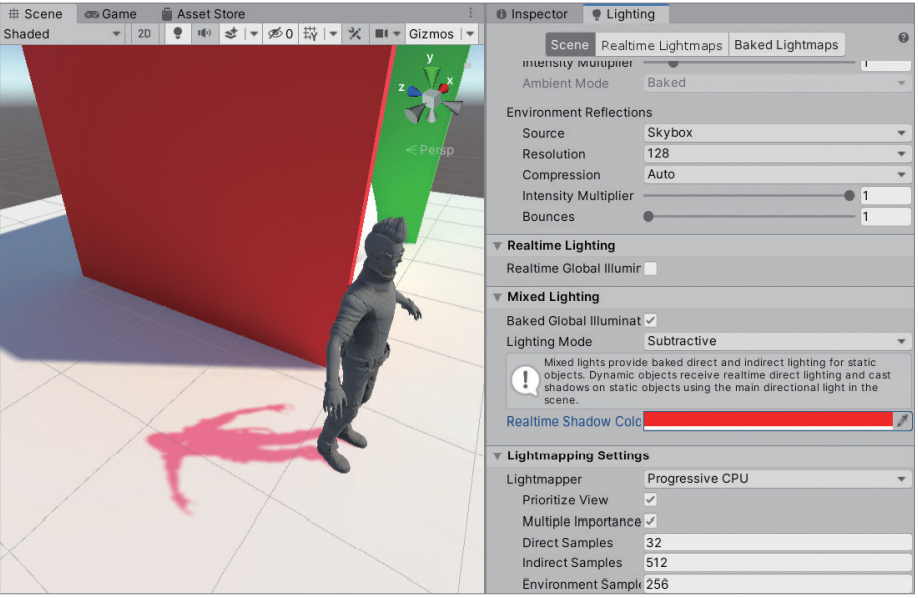 Scene Game Asset Store
Shaded 2D 0 Gizmos
y
x
z
Persp
Inspector Lighting
Scene Realtime Lightmaps Baked Lightmaps
Intensity Multiplier 1
Ambient Mode Baked
Environment Reflections
Source Skybox
Resolution 128
Compression Auto
Intensity Multiplier 1
Bounces 1
Realtime Lighting
Realtime Global Illumir
Mixed Lighting
Baked Global Illuminat
Lighting Mode Subtractive
Mixed lights provide baked direct and indirect lighting for static
objects. Dynamic objects receive realtime direct lighting and cast
shadows on static objects using the main directional light in the
scene.
Realtime Shadow Colo
Lightmapping Settings
Lightmapper Progressive CPU
Prioritize View
Multiple Importance
Direct Samples 32
Indirect Samples 512
Environment Sample 256